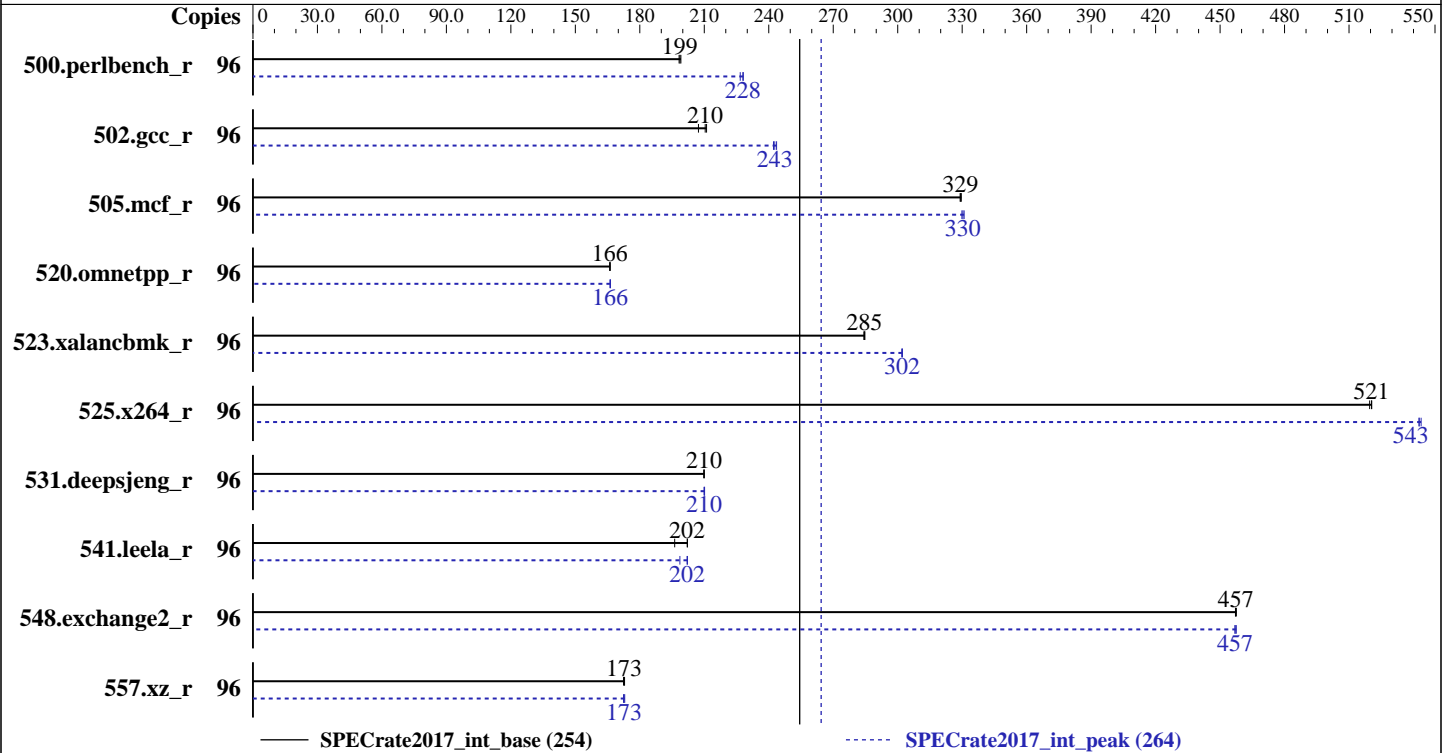 Copies 0 30.0 60.0 90.0 120 150 180 210 240 270 300 330 360 390 420 450 480 510 550
199
500.perlbench_r 96
228
210
502.gcc_r 96
243
329
505.mcf_r 96
330
166
520.omnetpp_r 96
166
285
523.xalancbmk_r 96
302
521
525.x264_r 96
543
210
531.deepsjeng_r 96
210
202
541.leela_r 96
202
457
548.exchange2_r 96
457
173
557.xz_r 96
173
SPECrate2017_int_base (254) SPECrate2017_int_peak (264)